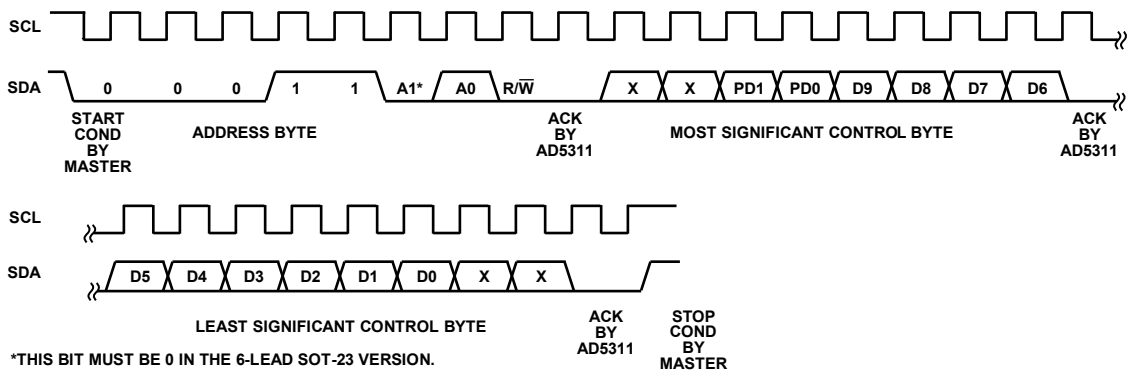 SCL
SDA 0 0 0 1 1 A1* A0 R/W̅ X X PD1 PD0 D9 D8 D7 D6
START COND BY MASTER
ADDRESS BYTE
ACK BY AD5311
MOST SIGNIFICANT CONTROL BYTE
ACK BY AD5311
SCL
SDA D5 D4 D3 D2 D1 D0 X X
LEAST SIGNIFICANT CONTROL BYTE
ACK BY AD5311
STOP COND BY MASTER
*THIS BIT MUST BE 0 IN THE 6-LEAD SOT-23 VERSION.